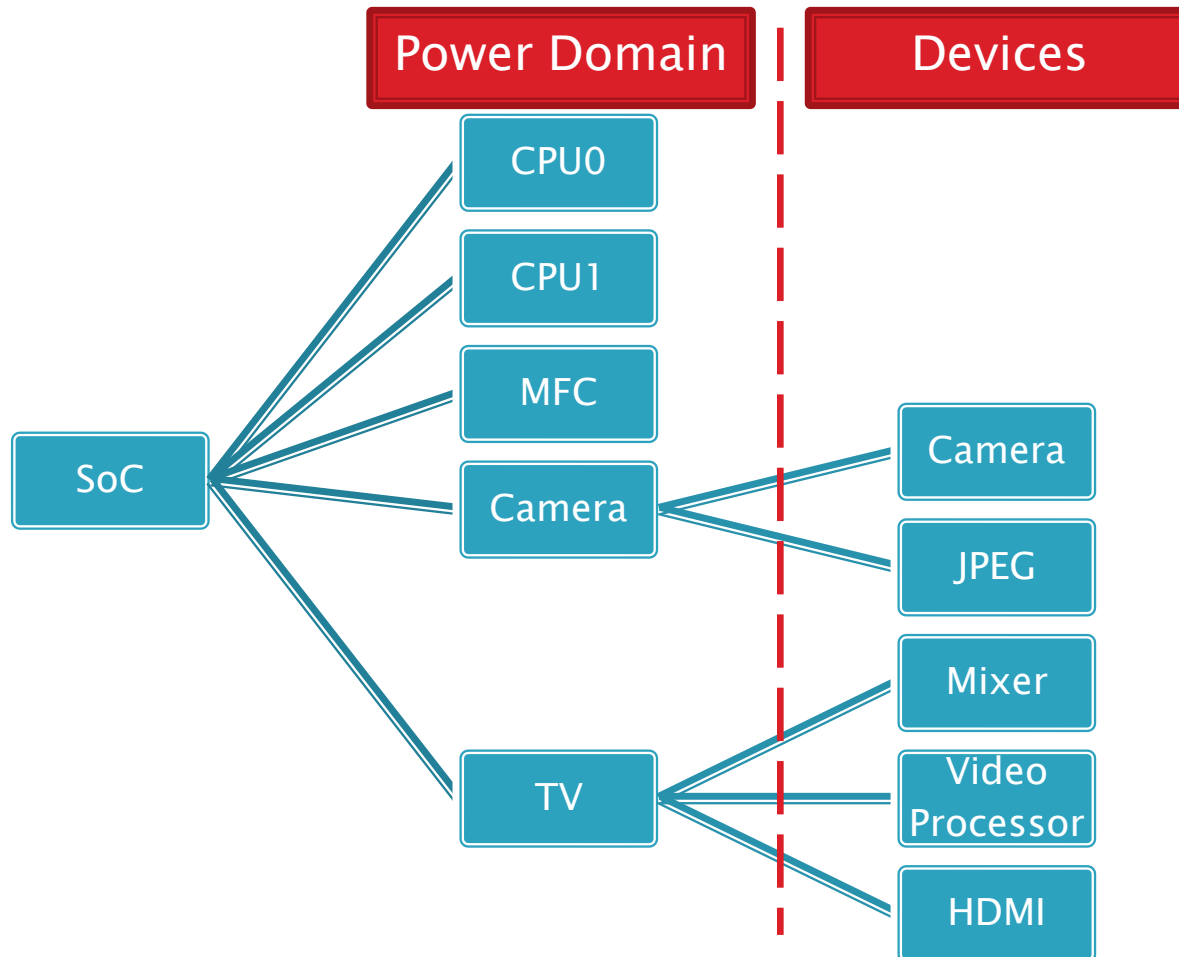 Power Domain
Devices
CPU0
CPU1
MFC
SoC
Camera
Camera
JPEG
Mixer
TV
Video
Processor
HDMI